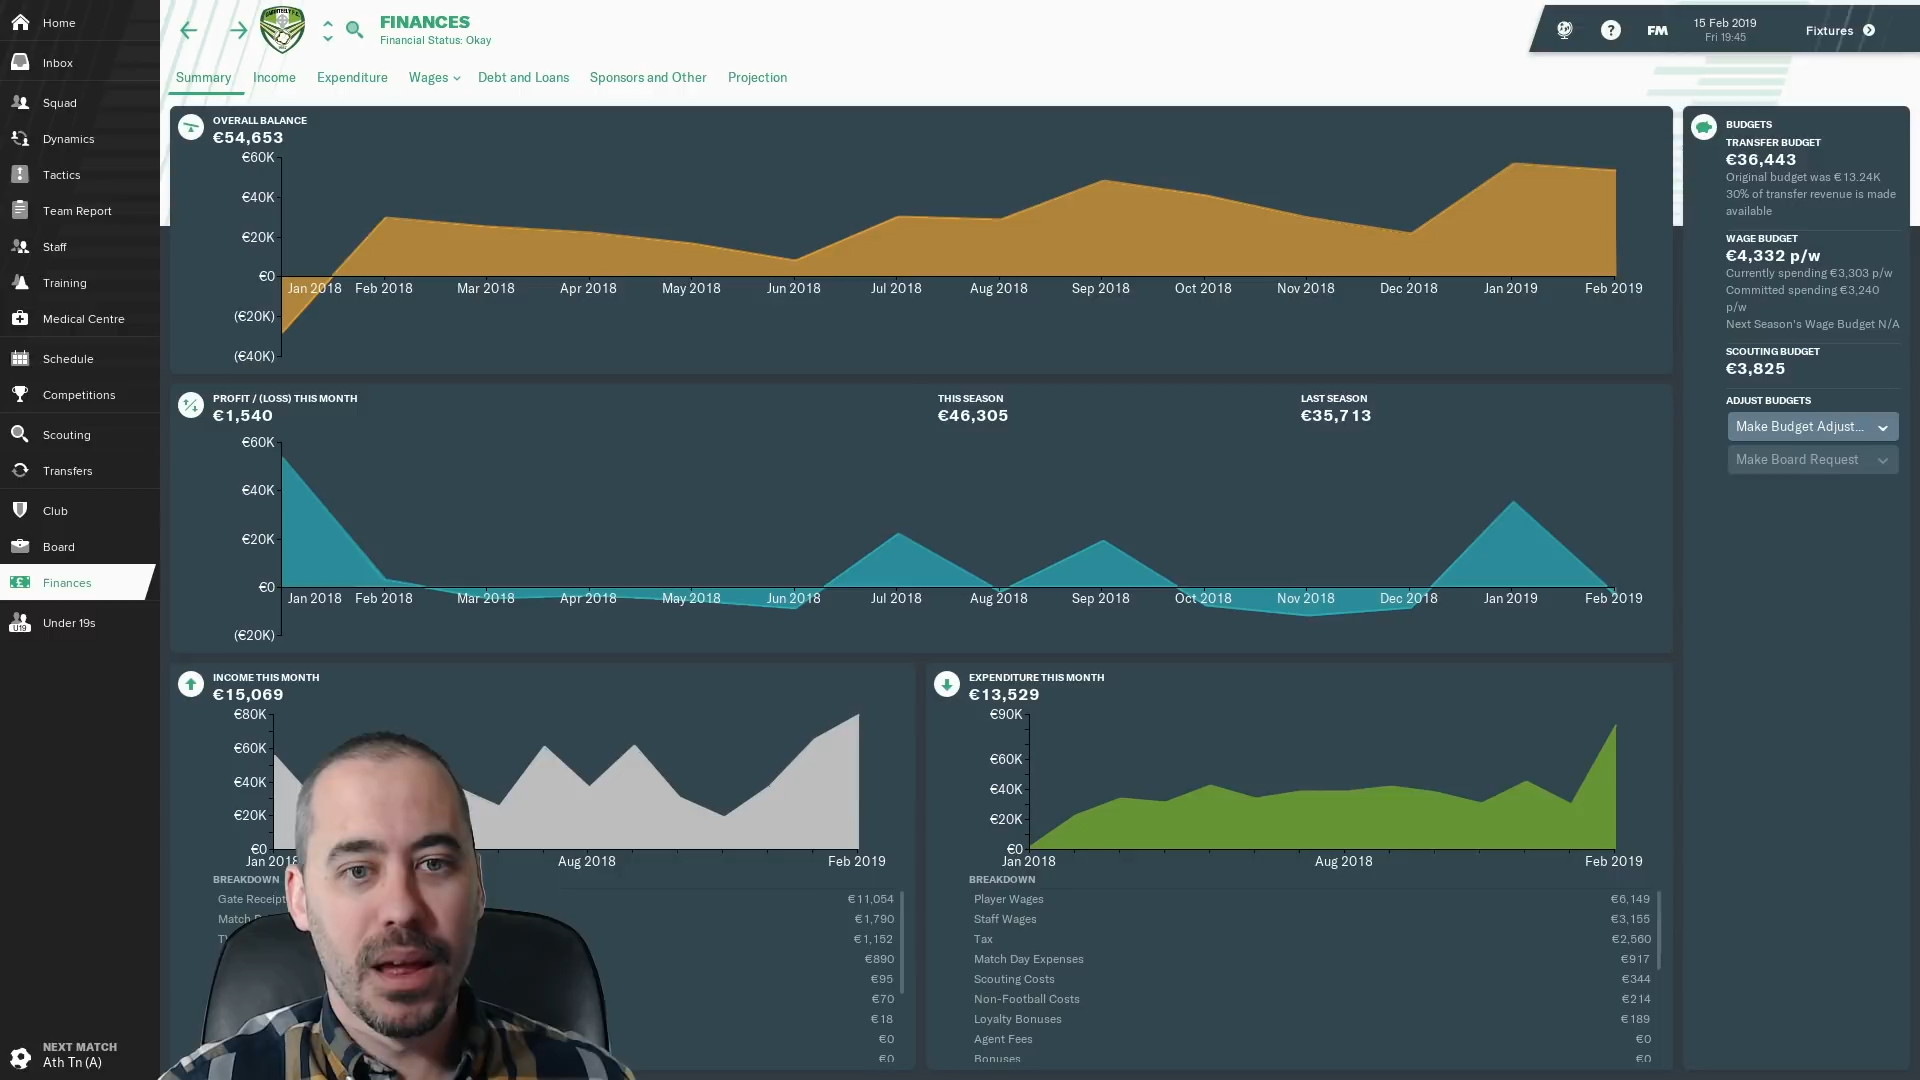 Home
Inbox
Squad
Dynamics
Tactics
Team Report
Staff
Training
Medical Centre
Schedule
Competitions
Scouting
Transfers
Club
Board
Finances
U19
Under 19s
NEXT MATCH
Ath Tn (A)
FINANCES
Financial Status: Okay
?
FM
15 Feb 2019
Fri 19:45
Fixtures
Summary Income Expenditure Wages Debt and Loans Sponsors and Other Projection
OVERALL BALANCE
€54,653
€60K
€40K
€20K
€0
(€20K)
(€40K)
Jan 2018 Feb 2018 Mar 2018 Apr 2018 May 2018 Jun 2018 Jul 2018 Aug 2018 Sep 2018 Oct 2018 Nov 2018 Dec 2018 Jan 2019 Feb 2019
PROFIT / (LOSS) THIS MONTH
€1,540
THIS SEASON
€46,305
LAST SEASON
€35,713
€60K
€40K
€20K
€0
(€20K)
Jan 2018 Feb 2018 Mar 2018 Apr 2018 May 2018 Jun 2018 Jul 2018 Aug 2018 Sep 2018 Oct 2018 Nov 2018 Dec 2018 Jan 2019 Feb 2019
INCOME THIS MONTH
€15,069
€80K
€60K
€40K
€20K
€0
Jan 2018 Aug 2018 Feb 2019
BREAKDOWN
Gate Receipt €11,054
Match €1,790
€1,152
€890
€95
€70
€18
€0
€0
EXPENDITURE THIS MONTH
€13,529
€90K
€60K
€40K
€20K
€0
Jan 2018 Aug 2018 Feb 2019
BREAKDOWN
Player Wages €6,149
Staff Wages €3,155
Tax €2,560
Match Day Expenses €917
Scouting Costs €344
Non-Football Costs €214
Loyalty Bonuses €189
Agent Fees €0
Bonuses €0
BUDGETS
TRANSFER BUDGET
€36,443
Original budget was €13.24K
30% of transfer revenue is made
available
WAGE BUDGET
€4,332 p/w
Currently spending €3,303 p/w
Committed spending €3,240
p/w
Next Season's Wage Budget N/A
SCOUTING BUDGET
€3,825
ADJUST BUDGETS
Make Budget Adjust...
Make Board Request